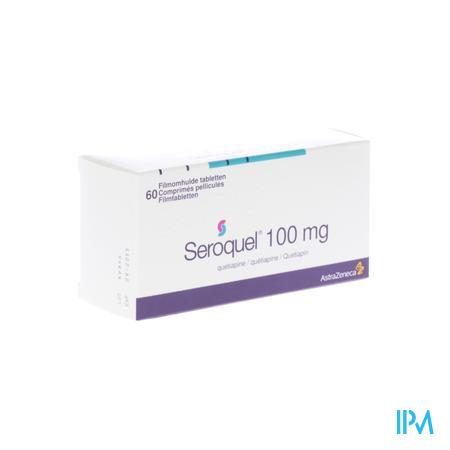 60 Filmomhulde tabletten
Comprimés pelliculés
Filmtabletten
Seroquel® 100 mg
quetiapine / quétiapine / Quetiapin
AstraZeneca
IPM